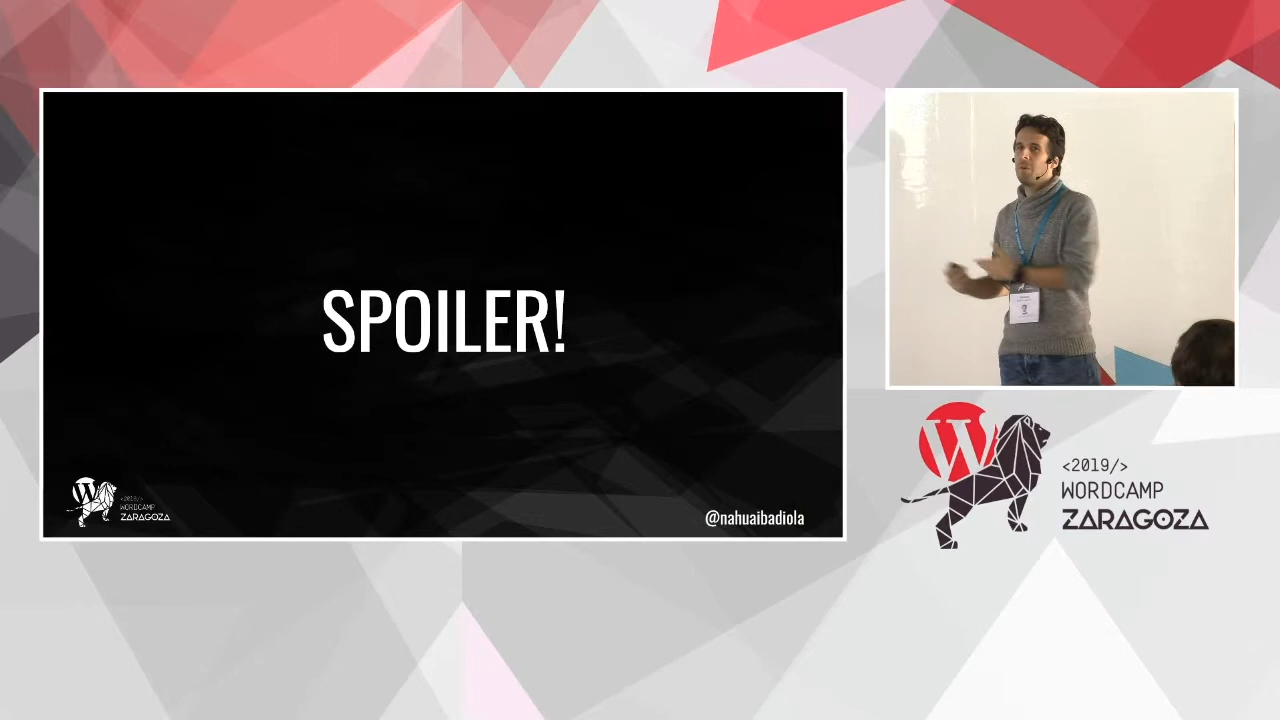 SPOILER!
<2019/>
WORDCAMP
ZARAGOZA
@nahuaibadiola
W
<2019/>
WORDCAMP
ZARAGOZA